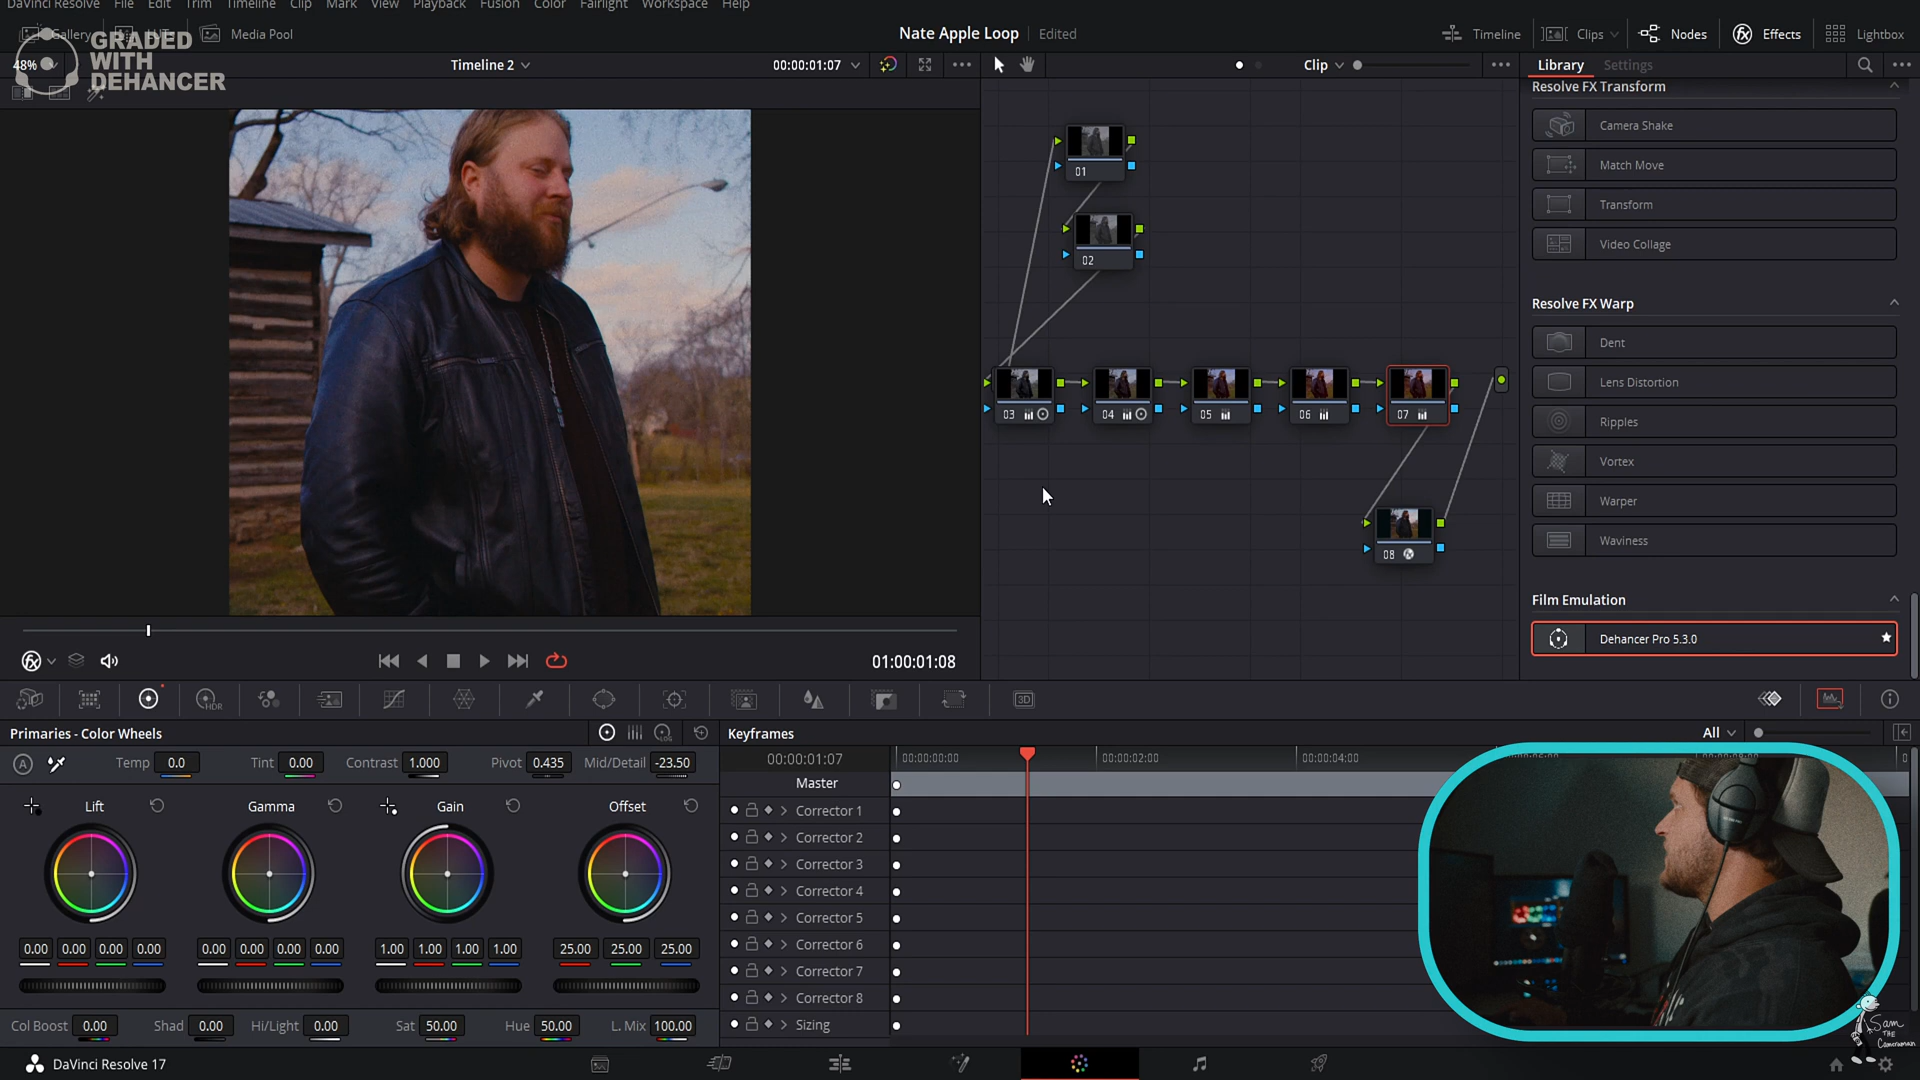 DaVinci Resolve File Edit Trim Timeline Clip Mark View Playback Fusion Color Fairlight Workspace Help
Gallery LUTs Media Pool
Nate Apple Loop Edited
Timeline Clips Nodes Effects Lightbox
GRADED
WITH
DEHANCER
48%
Timeline 2
00:00:01:07
Clip
Library Settings
Resolve FX Transform
Camera Shake
Match Move
Transform
Video Collage
Resolve FX Warp
Dent
Lens Distortion
Ripples
Vortex
Warper
Waviness
Film Emulation
Dehancer Pro 5.3.0
01
02
03
04
05
06
07
08
01:00:01:08
HDR
3D
Primaries - Color Wheels
LOG
Keyframes
All
A
Temp 0.0 Tint 0.00 Contrast 1.000 Pivot 0.435 Mid/Detail -23.50
Lift Gamma Gain Offset
0.00 0.00 0.00 0.00 0.00 0.00 0.00 0.00 1.00 1.00 1.00 1.00 25.00 25.00 25.00
Col Boost 0.00 Shad 0.00 Hi/Light 0.00 Sat 50.00 Hue 50.00 L. Mix 100.00
00:00:01:07 00:00:00:00 00:00:02:00 00:00:04:00
Master
Corrector 1
Corrector 2
Corrector 3
Corrector 4
Corrector 5
Corrector 6
Corrector 7
Corrector 8
Sizing
Sam
THE
Cameraman
DaVinci Resolve 17